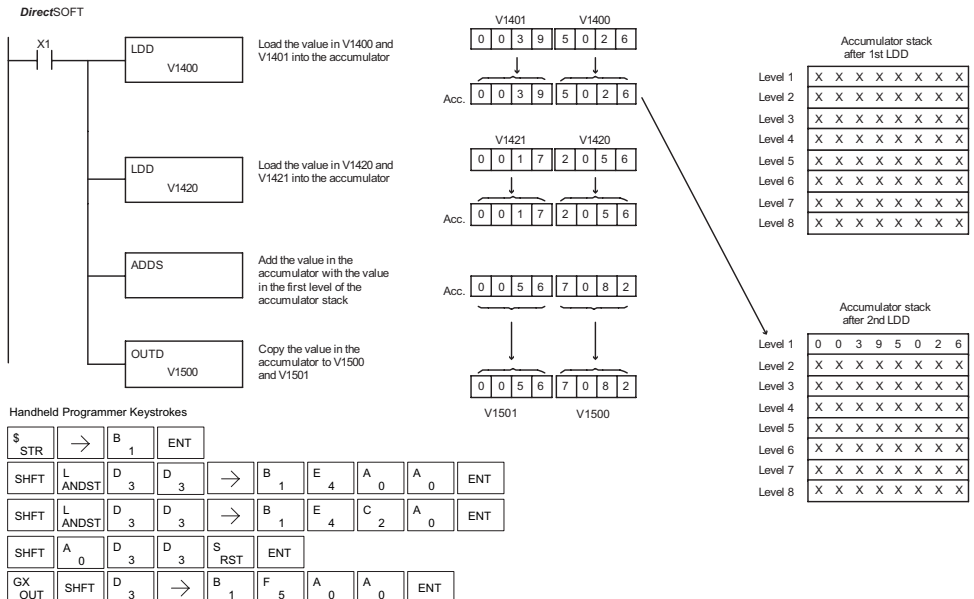 DirectSOFT
X1
LDD
V1400
Load the value in V1400 and
V1401 into the accumulator
LDD
V1420
Load the value in V1420 and
V1421 into the accumulator
ADDS
Add the value in the
accumulator with the value
in the first level of the
accumulator stack
OUTD
V1500
Copy the value in the
accumulator to V1500
and V1501
V1401 V1400
0 0 3 9 5 0 2 6
Acc. 0 0 3 9 5 0 2 6
V1421 V1420
0 0 1 7 2 0 5 6
Acc. 0 0 1 7 2 0 5 6
Acc. 0 0 5 6 7 0 8 2
0 0 5 6 7 0 8 2
V1501 V1500
Accumulator stack
after 1st LDD
Level 1 X X X X X X X X
Level 2 X X X X X X X X
Level 3 X X X X X X X X
Level 4 X X X X X X X X
Level 5 X X X X X X X X
Level 6 X X X X X X X X
Level 7 X X X X X X X X
Level 8 X X X X X X X X
Accumulator stack
after 2nd LDD
Level 1 0 0 3 9 5 0 2 6
Level 2 X X X X X X X X
Level 3 X X X X X X X X
Level 4 X X X X X X X X
Level 5 X X X X X X X X
Level 6 X X X X X X X X
Level 7 X X X X X X X X
Level 8 X X X X X X X X
Handheld Programmer Keystrokes
$ STR → B 1 ENT
SHFT L ANDST D 3 D 3 → B 1 E 4 A 0 A 0 ENT
SHFT L ANDST D 3 D 3 → B 1 E 4 C 2 A 0 ENT
SHFT A 0 D 3 D 3 S RST ENT
GX OUT SHFT D 3 → B 1 F 5 A 0 A 0 ENT